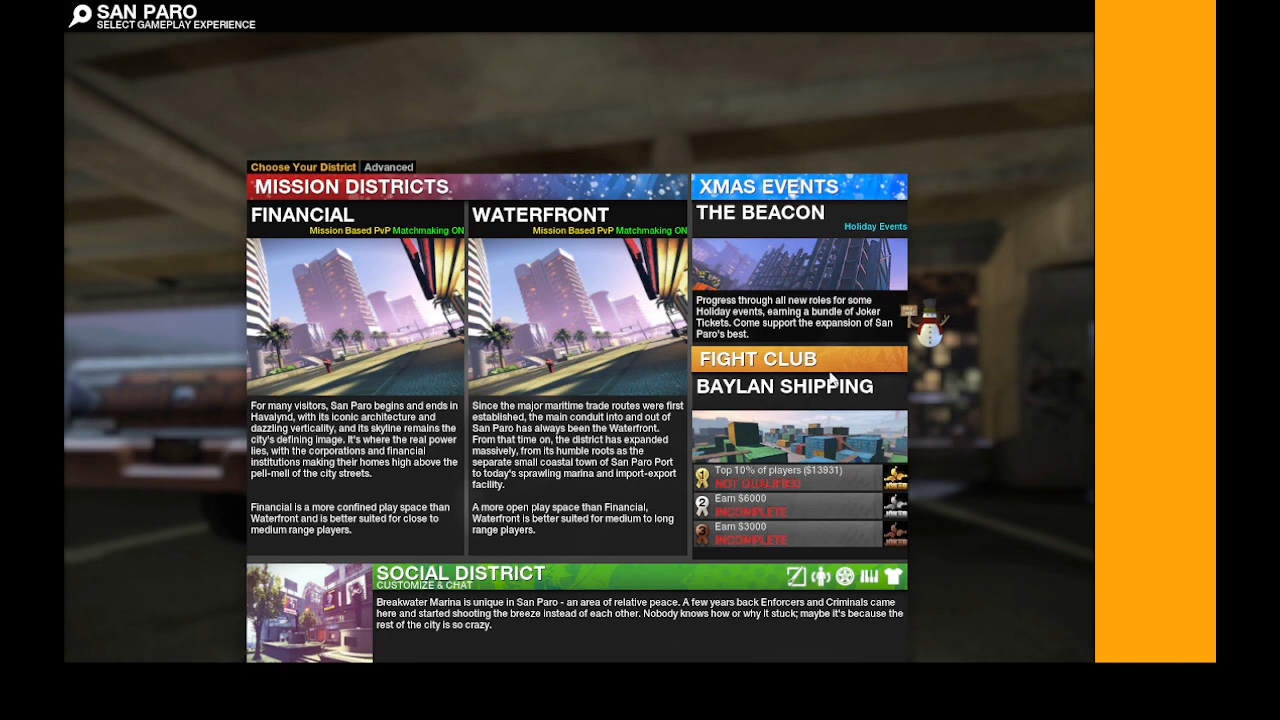 SAN PARO
SELECT GAMEPLAY EXPERIENCE
Choose Your District
Advanced
MISSION DISTRICTS
FINANCIAL
Mission Based PvP Matchmaking ON
For many visitors, San Paro begins and ends in
Havalynd, with its iconic architecture and
dazzling verticality, and its skyline remains the
city's defining image. It's where the real power
lies, with the corporations and financial
institutions making their homes high above the
pell-mell of the city streets.
Financial is a more confined play space than
Waterfront and is better suited for close to
medium range players.
WATERFRONT
Mission Based PvP Matchmaking ON
Since the major maritime trade routes were first
established, the main conduit into and out of
San Paro has always been the Waterfront.
From that time on, the district has expanded
massively, from its humble roots as the
separate small coastal town of San Paro Port
to today's sprawling marina and import-export
facility.
A more open play space than Financial,
Waterfront is better suited for medium to long
range players.
XMAS EVENTS
THE BEACON
Holiday Events
Progress through all new roles for some
Holiday events, earning a bundle of Joker
Tickets. Come support the expansion of San
Paro's best.
FIGHT CLUB
BAYLAN SHIPPING
1
Top 10% of players ($13931)
NOT QUALIFIED
JOKER
2
Earn $6000
INCOMPLETE
JOKER
3
Earn $3000
INCOMPLETE
JOKER
SOCIAL DISTRICT
CUSTOMIZE & CHAT
Breakwater Marina is unique in San Paro - an area of relative peace. A few years back Enforcers and Criminals came
here and started shooting the breeze instead of each other. Nobody knows how or why it stuck; maybe it's because the
rest of the city is so crazy.